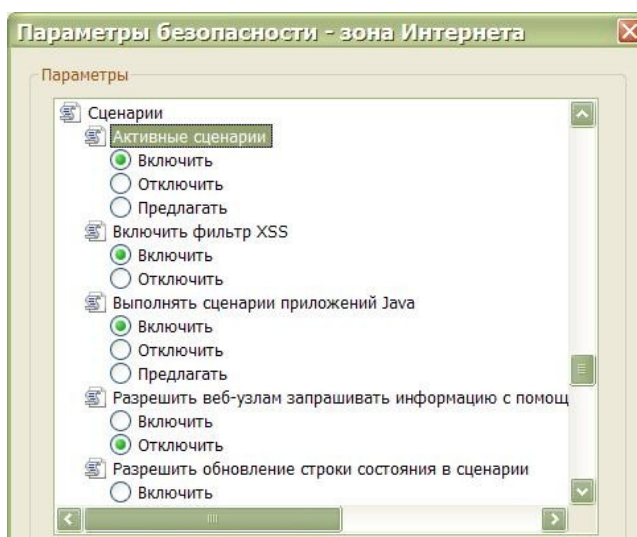 Параметры безопасности - зона Интернета
Параметры
Сценарии
Активные сценарии
Включить
Отключить
Предлагать
Включить фильтр XSS
Включить
Отключить
Выполнять сценарии приложений Java
Включить
Отключить
Предлагать
Разрешить веб-узлам запрашивать информацию с помощ
Включить
Отключить
Разрешить обновление строки состояния в сценарии
Включить